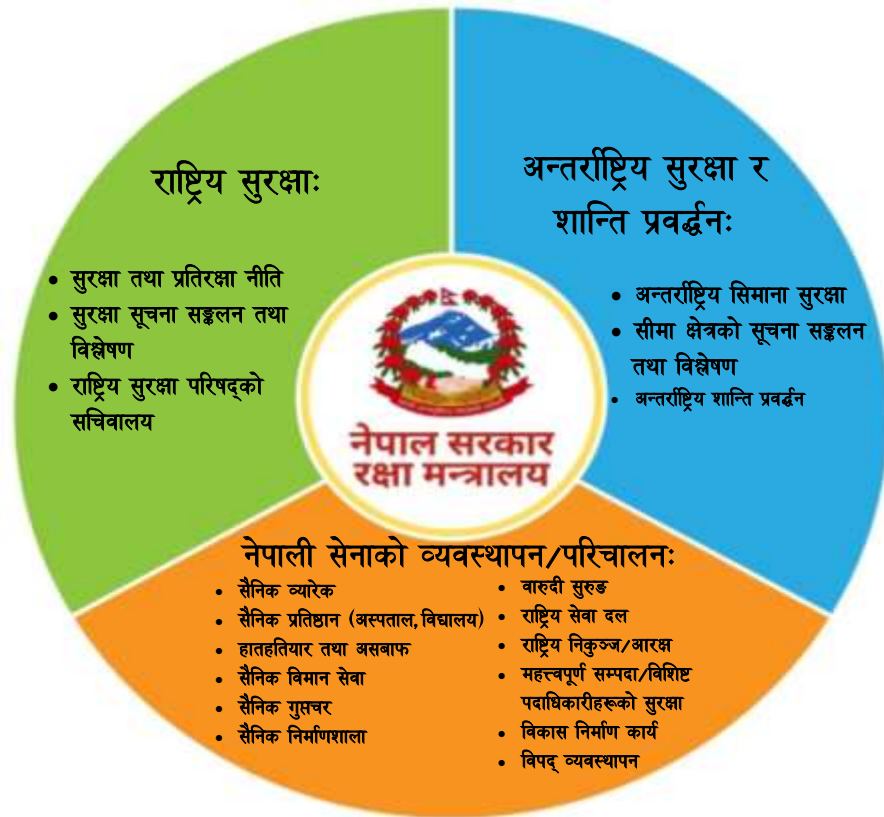 राष्ट्रिय सुरक्षाः
• सुरक्षा तथा प्रतिरक्षा नीति
• सुरक्षा सूचना सङ्कलन तथा
विश्लेषण
• राष्ट्रिय सुरक्षा परिषद्को
सचिवालय
अन्तर्राष्ट्रिय सुरक्षा र
शान्ति प्रवर्द्धनः
• अन्तर्राष्ट्रिय सिमाना सुरक्षा
• सीमा क्षेत्रको सूचना सङ्कलन
तथा विश्लेषण
• अन्तर्राष्ट्रिय शान्ति प्रवर्द्धन
नेपाल सरकार
रक्षा मन्त्रालय
नेपाली सेनाको व्यवस्थापन/परिचालनः
• सैनिक व्यारेक
• सैनिक प्रतिष्ठान (अस्पताल, विद्यालय)
• हातहतियार तथा असबाफ
• सैनिक विमान सेवा
• सैनिक गुप्तचर
• सैनिक निर्माणशाला
• वारुदी सुरुङ
• राष्ट्रिय सेवा दल
• राष्ट्रिय निकुञ्ज/आरक्ष
• महत्त्वपूर्ण सम्पदा/विशिष्ट
पदाधिकारीहरूको सुरक्षा
• विकास निर्माण कार्य
• विपद् व्यवस्थापन